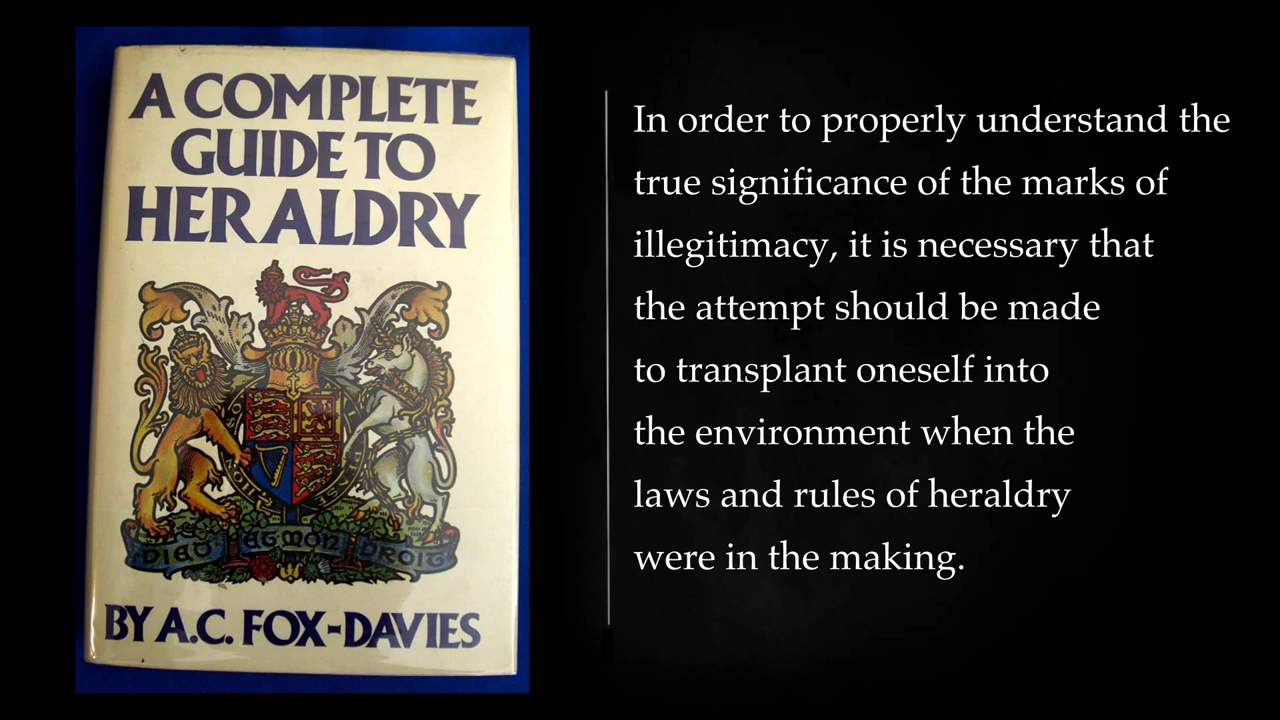 A COMPLETE
GUIDE TO
HERALDRY
DIEU ET MON DROIT
BY A.C. FOX-DAVIES
In order to properly understand the
true significance of the marks of
illegitimacy, it is necessary that
the attempt should be made
to transplant oneself into
the environment when the
laws and rules of heraldry
were in the making.